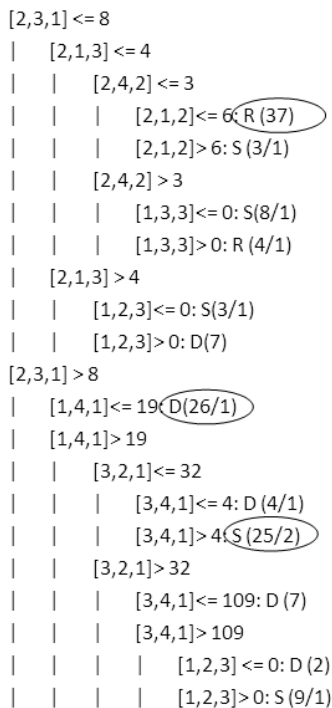 [2,3,1] <= 8
| [2,1,3] <= 4
| | [2,4,2] <= 3
| | | [2,1,2]<= 6: R (37)
| | | [2,1,2]> 6: S (3/1)
| | [2,4,2] > 3
| | | [1,3,3]<= 0: S(8/1)
| | | [1,3,3]> 0: R (4/1)
| [2,1,3] > 4
| | [1,2,3]<= 0: S(3/1)
| | [1,2,3]> 0: D(7)
[2,3,1] > 8
| [1,4,1]<= 19: D(26/1)
| [1,4,1]> 19
| | [3,2,1]<= 32
| | | [3,4,1]<= 4: D (4/1)
| | | [3,4,1]> 4: S (25/2)
| | [3,2,1]> 32
| | | [3,4,1]<= 109: D (7)
| | | [3,4,1]> 109
| | | | [1,2,3] <= 0: D (2)
| | | | [1,2,3]> 0: S (9/1)